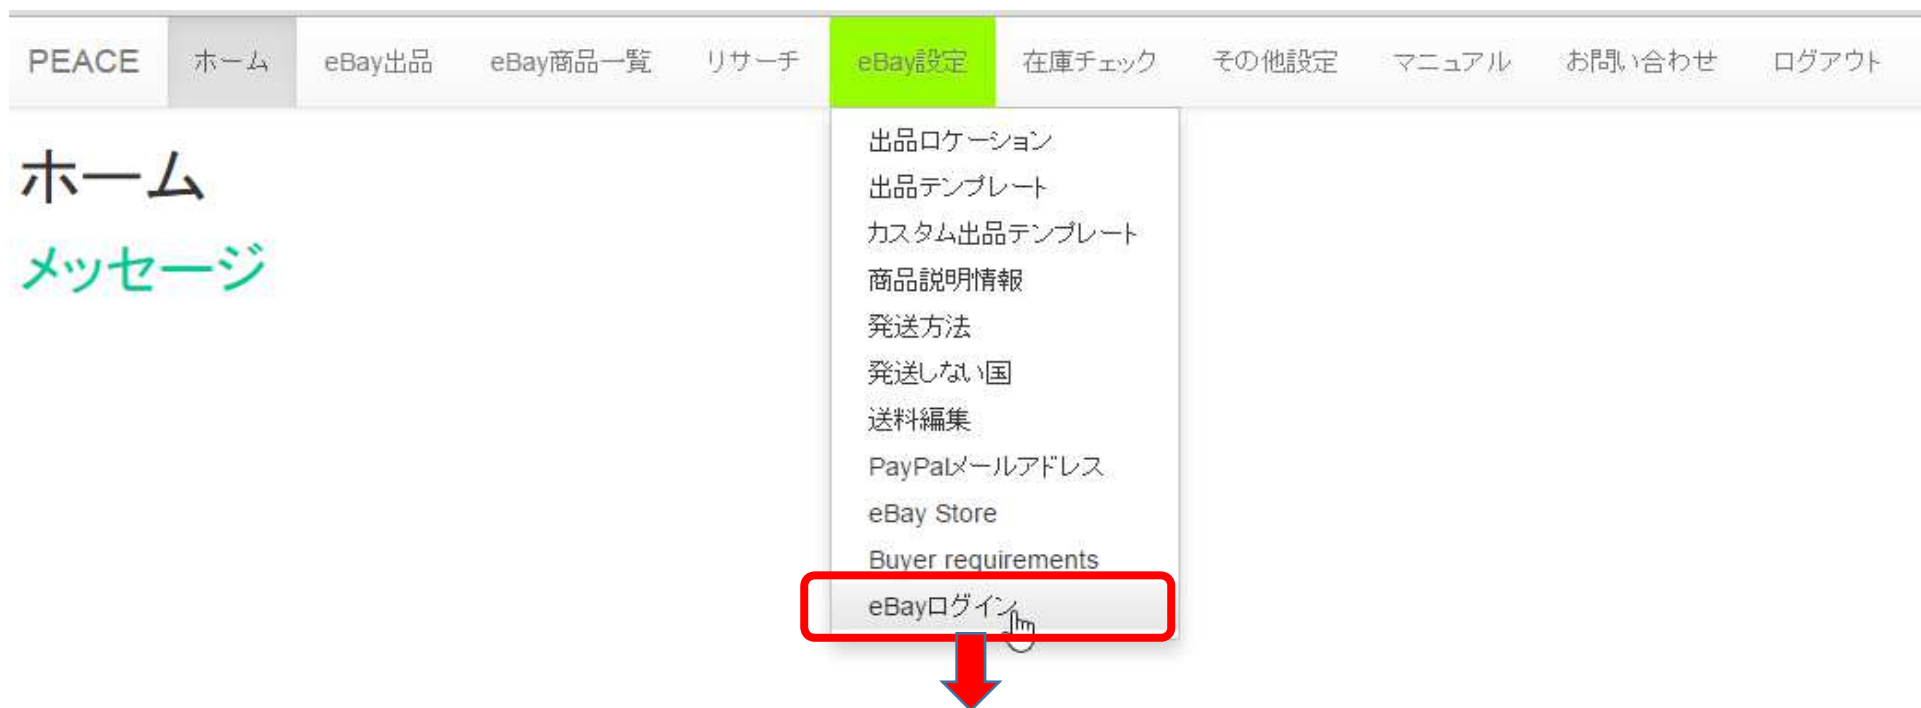 PEACE ホーム eBay出品 eBay商品一覧 リサーチ eBay設定 在庫チェック その他設定 マニュアル お問い合わせ ログアウト
ホーム
メッセージ
出品ロケーション
出品テンプレート
カスタム出品テンプレート
商品説明情報
発送方法
発送しない国
送料編集
PayPalメールアドレス
eBay Store
Buyer requirements
eBayログイン